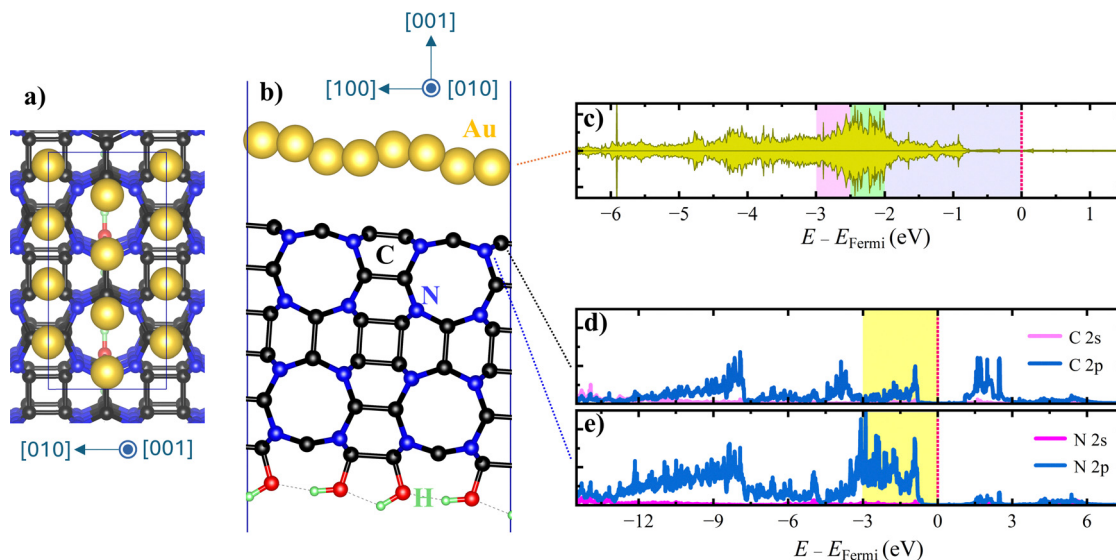 a)
[010] [001]
b)
[001]
[100] [010]
Au
C
N
H
c)
−6 −5 −4 −3 −2 −1 0 1
E – EFermi (eV)
d)
C 2s
C 2p
e)
N 2s
N 2p
−12 −9 −6 −3 0 3 6
E – EFermi (eV)